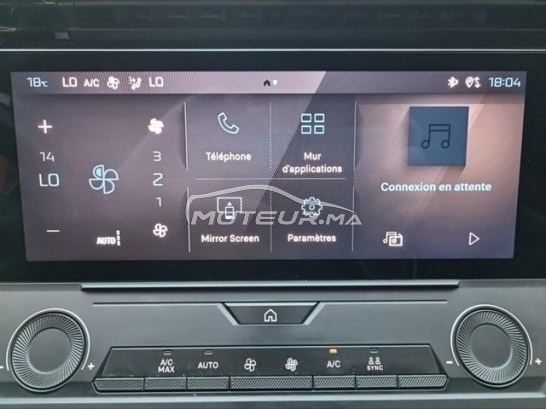 18°C LO A/C LO 18:04
+
14 3
LO 2
1
— AUTO
Téléphone
Mur
d'applications
Mirror Screen
Paramètres
Connexion en attente
MOTEUR.MA
- + A/C
MAX AUTO A/C SYNC - +